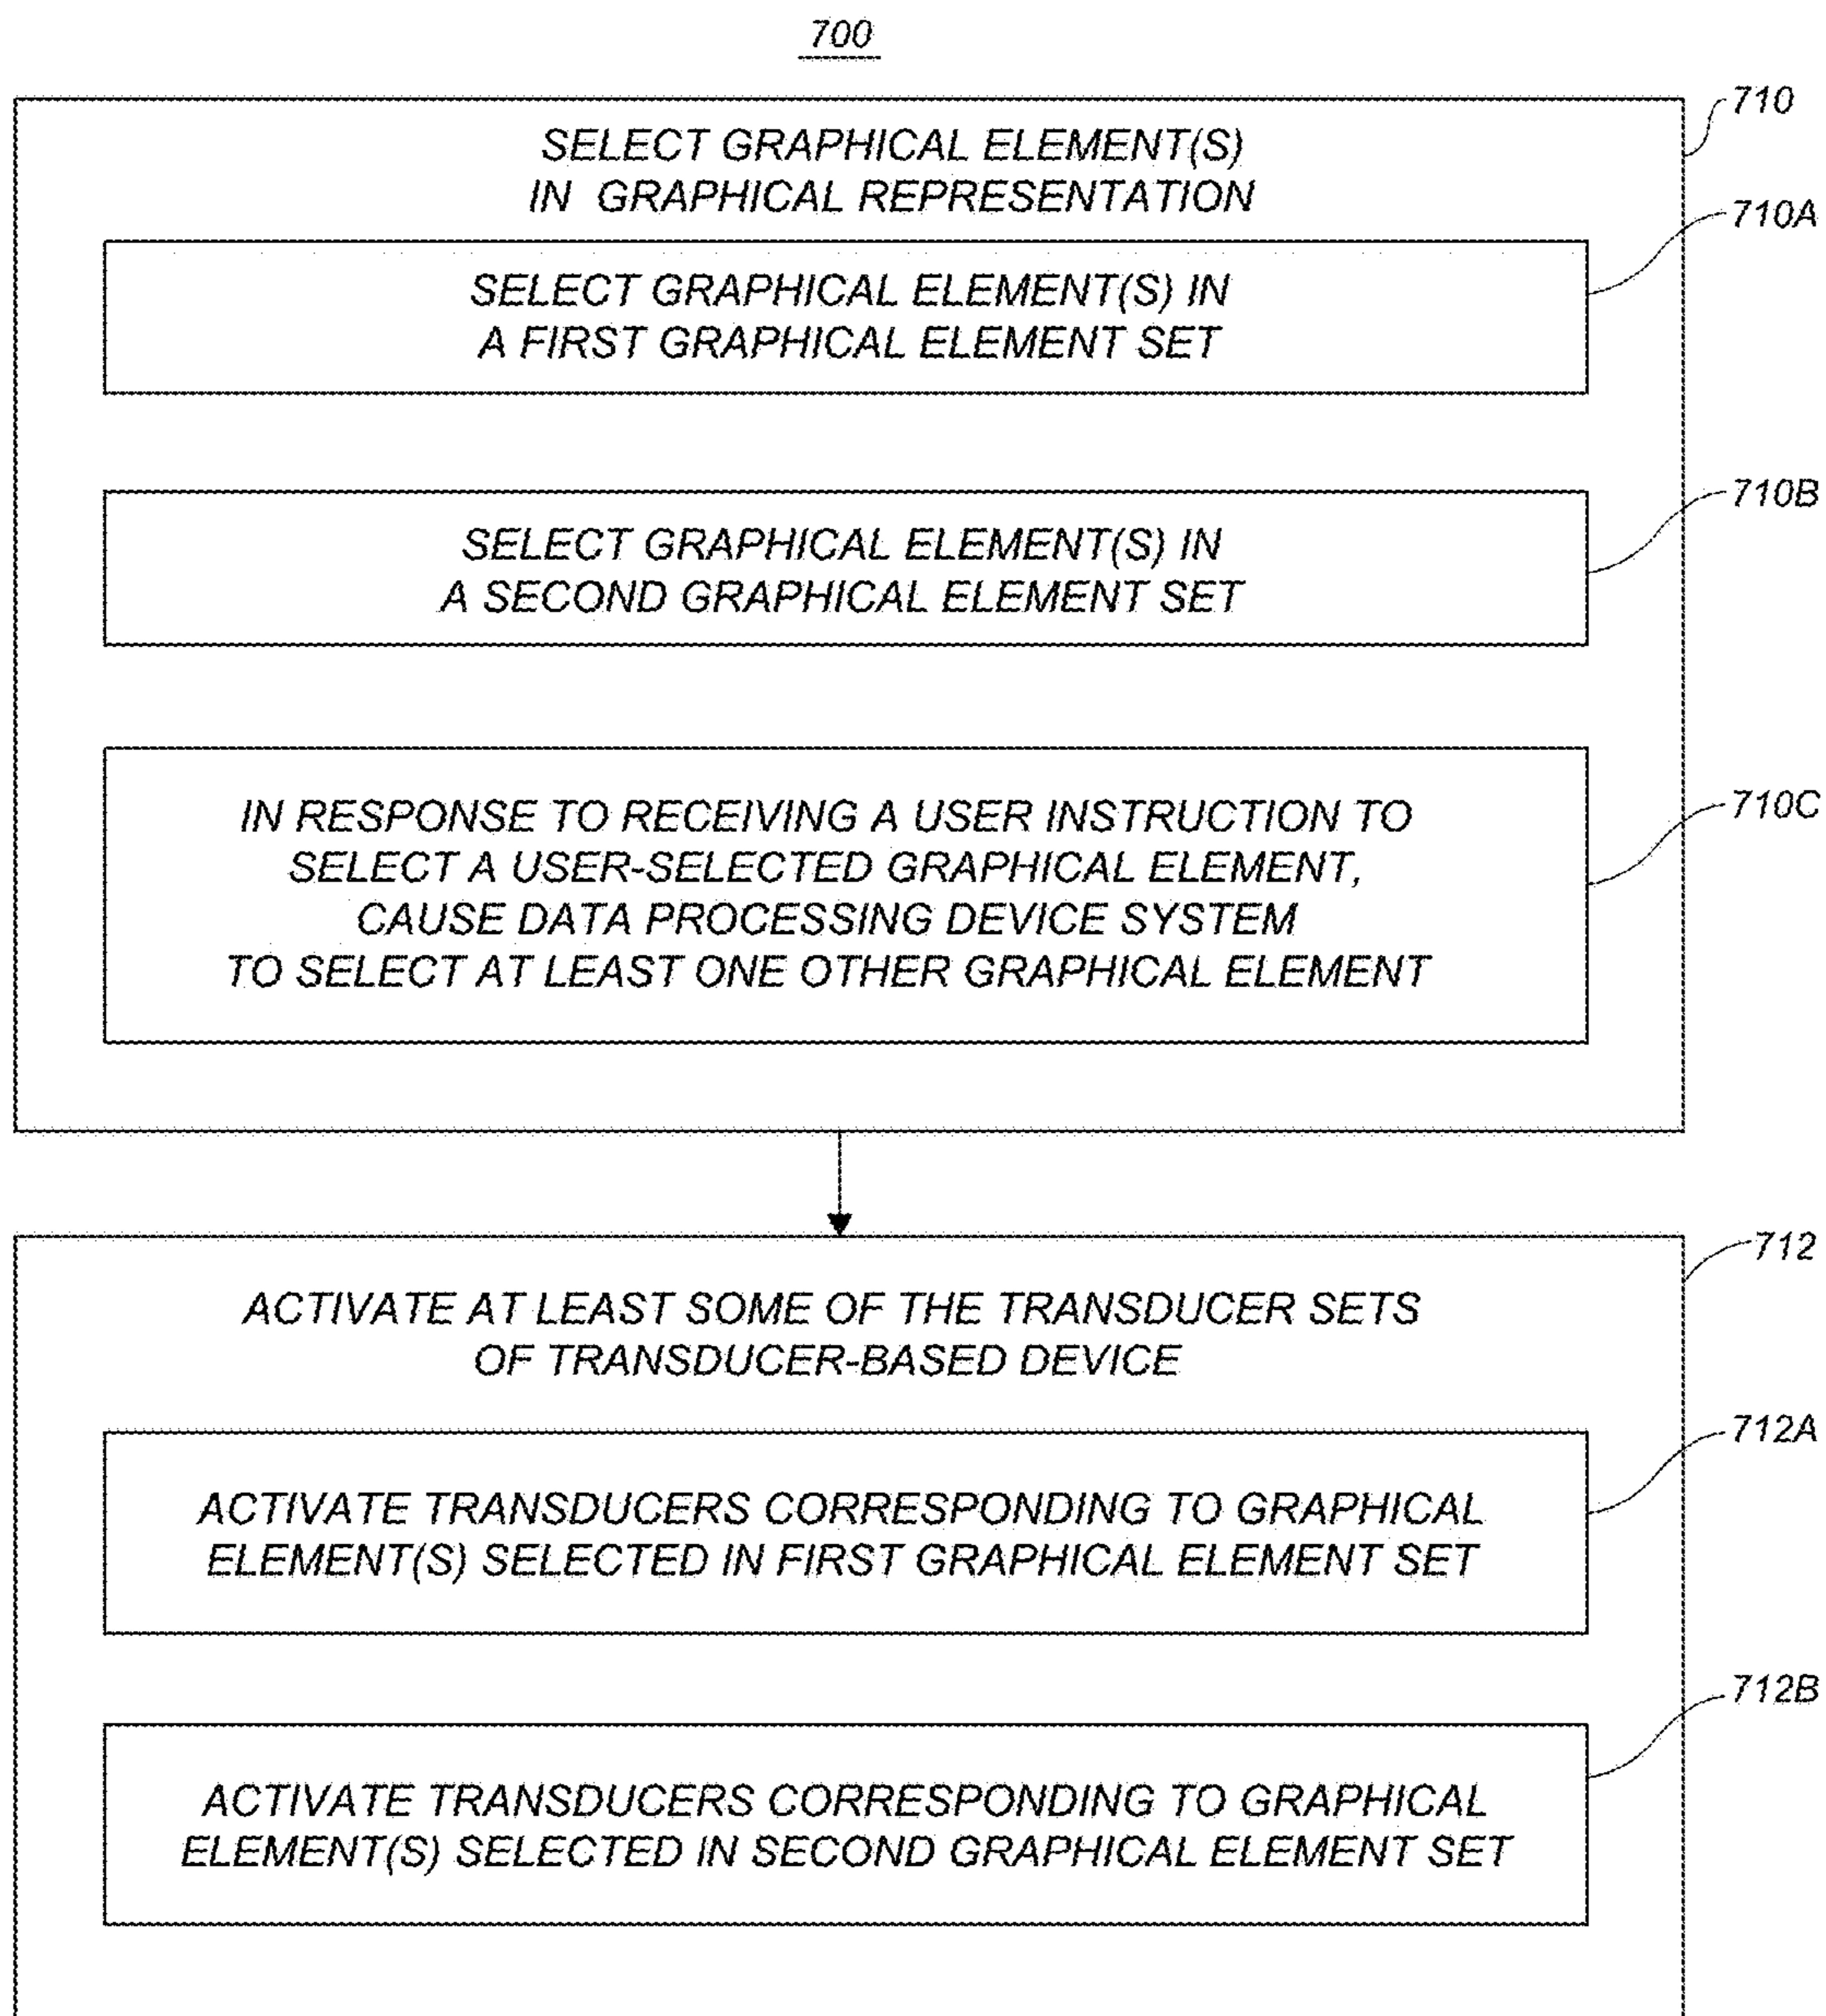 700
710
SELECT GRAPHICAL ELEMENT(S)
IN GRAPHICAL REPRESENTATION
710A
SELECT GRAPHICAL ELEMENT(S) IN
A FIRST GRAPHICAL ELEMENT SET
710B
SELECT GRAPHICAL ELEMENT(S) IN
A SECOND GRAPHICAL ELEMENT SET
710C
IN RESPONSE TO RECEIVING A USER INSTRUCTION TO
SELECT A USER-SELECTED GRAPHICAL ELEMENT,
CAUSE DATA PROCESSING DEVICE SYSTEM
TO SELECT AT LEAST ONE OTHER GRAPHICAL ELEMENT
712
ACTIVATE AT LEAST SOME OF THE TRANSDUCER SETS
OF TRANSDUCER-BASED DEVICE
712A
ACTIVATE TRANSDUCERS CORRESPONDING TO GRAPHICAL
ELEMENT(S) SELECTED IN FIRST GRAPHICAL ELEMENT SET
712B
ACTIVATE TRANSDUCERS CORRESPONDING TO GRAPHICAL
ELEMENT(S) SELECTED IN SECOND GRAPHICAL ELEMENT SET